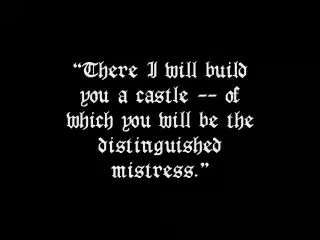 “There I will build
you a castle -- of
which you will be the
distinguished
mistress.”